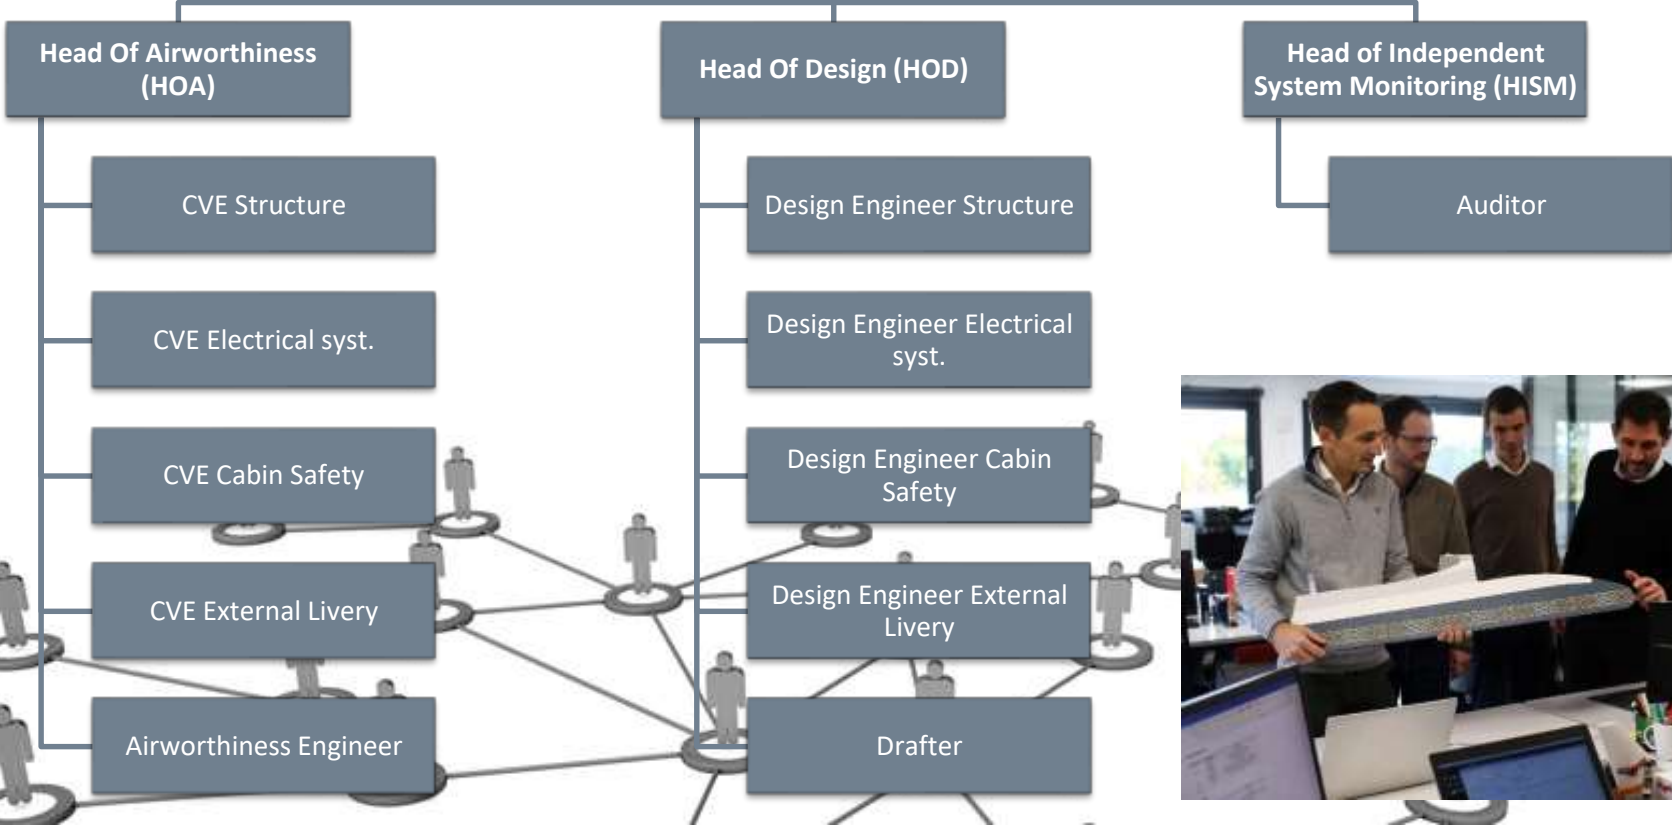 Head Of Airworthiness
(HOA)
CVE Structure
CVE Electrical syst.
CVE Cabin Safety
CVE External Livery
Airworthiness Engineer
Head Of Design (HOD)
Design Engineer Structure
Design Engineer Electrical
syst.
Design Engineer Cabin
Safety
Design Engineer External
Livery
Drafter
Head of Independent
System Monitoring (HISM)
Auditor